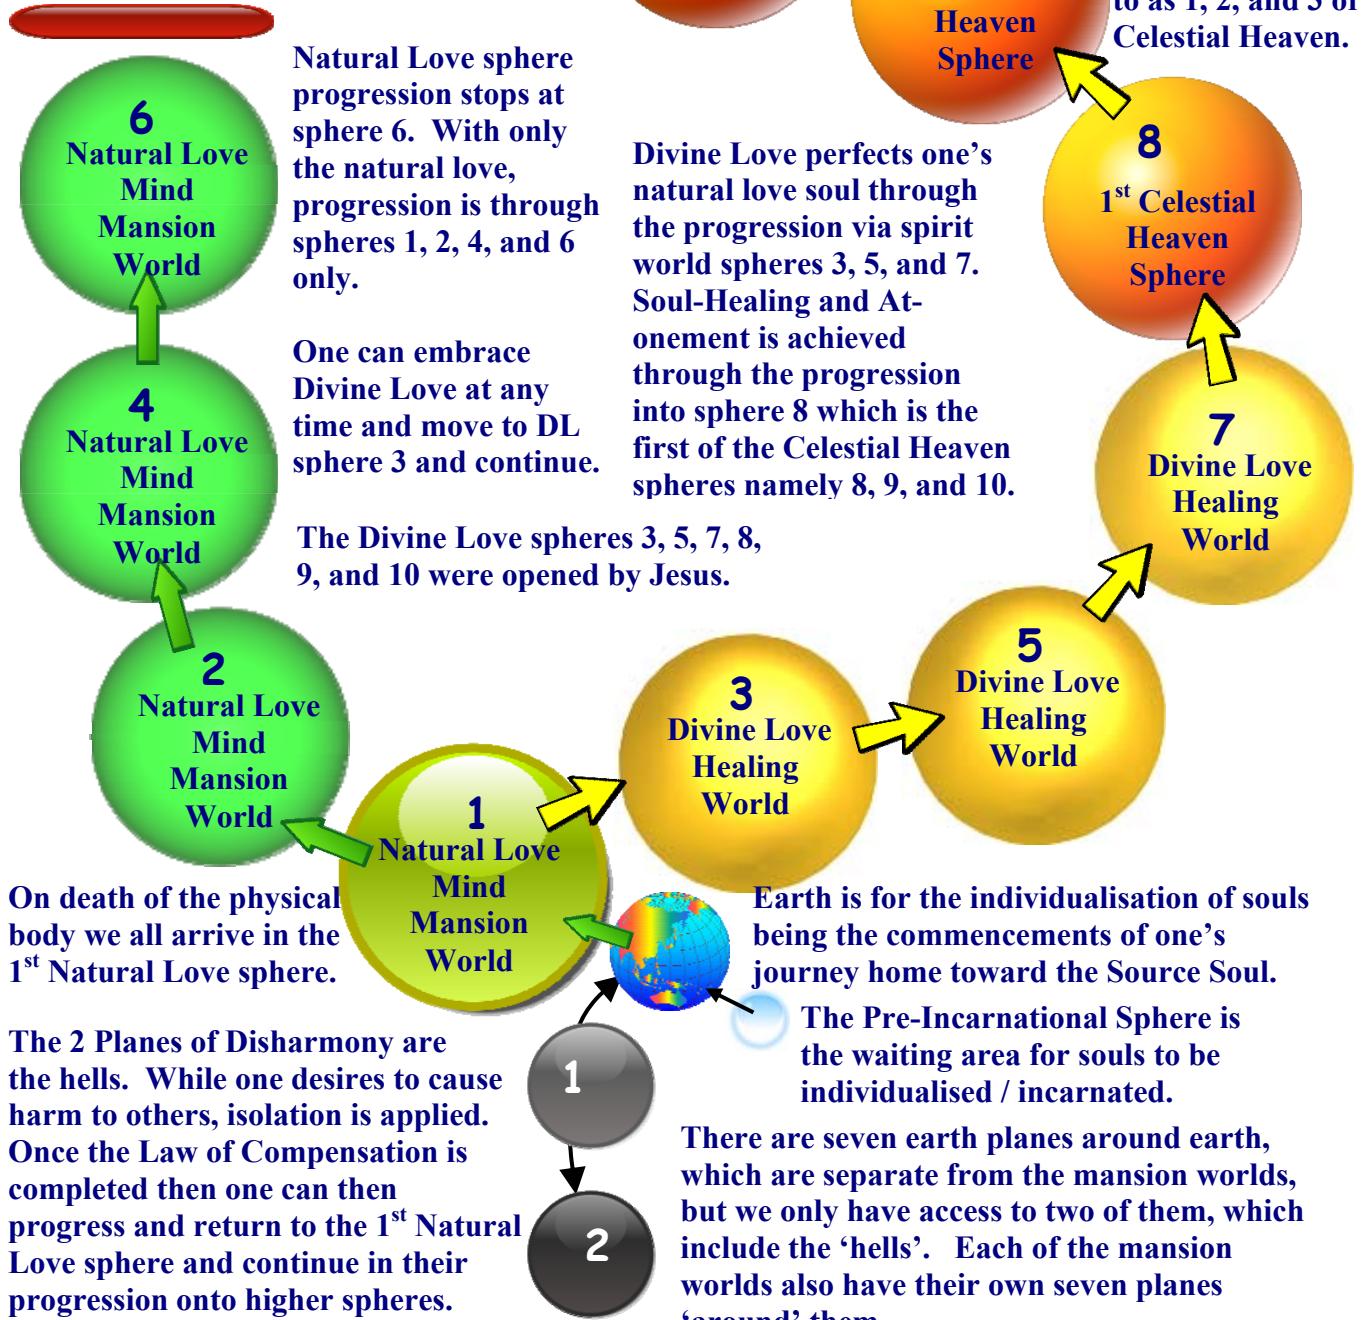 Heaven
Sphere
to as 1, 2, and 3 of
Celestial Heaven.
6
Natural Love
Mind
Mansion
World
Natural Love sphere
progression stops at
sphere 6. With only
the natural love,
progression is through
spheres 1, 2, 4, and 6
only.
One can embrace
Divine Love at any
time and move to DL
sphere 3 and continue.
Divine Love perfects one’s
natural love soul through
the progression via spirit
world spheres 3, 5, and 7.
Soul-Healing and At-
onement is achieved
through the progression
into sphere 8 which is the
first of the Celestial Heaven
spheres namely 8, 9, and 10.
8
1st Celestial
Heaven
Sphere
4
Natural Love
Mind
Mansion
World
7
Divine Love
Healing
World
The Divine Love spheres 3, 5, 7, 8,
9, and 10 were opened by Jesus.
2
Natural Love
Mind
Mansion
World
3
Divine Love
Healing
World
5
Divine Love
Healing
World
1
Natural Love
Mind
Mansion
World
On death of the physical
body we all arrive in the
1st Natural Love sphere.
Earth is for the individualisation of souls
being the commencements of one’s
journey home toward the Source Soul.
The Pre-Incarnational Sphere is
the waiting area for souls to be
individualised / incarnated.
The 2 Planes of Disharmony are
the hells. While one desires to cause
harm to others, isolation is applied.
Once the Law of Compensation is
completed then one can then
progress and return to the 1st Natural
Love sphere and continue in their
progression onto higher spheres.
1
2
There are seven earth planes around earth,
which are separate from the mansion worlds,
but we only have access to two of them, which
include the ‘hells’. Each of the mansion
worlds also have their own seven planes
‘around’ them